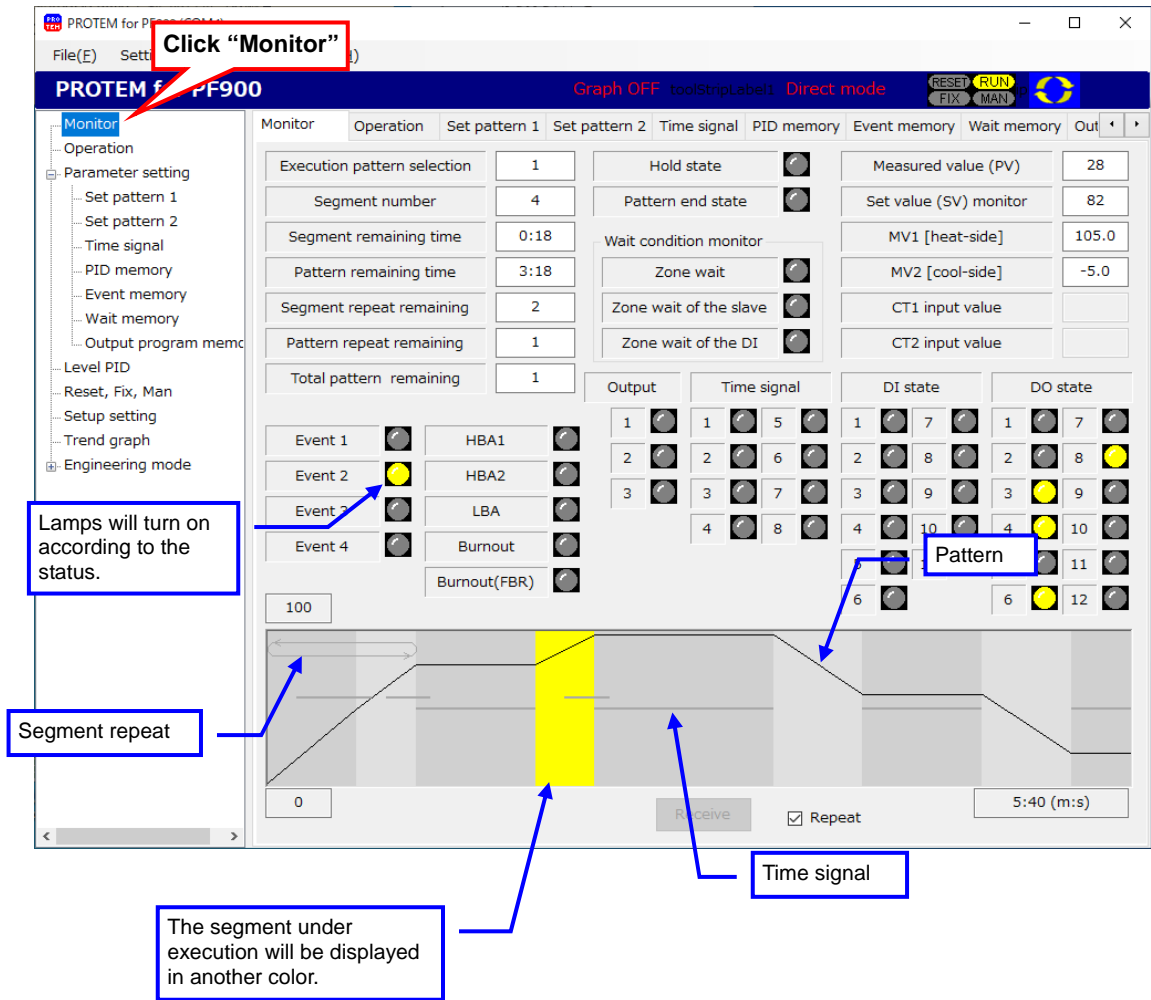 PROTEM for PF900 (COM4)
Click “Monitor”
File(F) Setti
PROTEM for PF900
Graph OFF toolStripLabel1 Direct mode
RESET RUN
FIX MAN
Monitor
Operation
Parameter setting
Set pattern 1
Set pattern 2
Time signal
PID memory
Event memory
Wait memory
Output program memo
Level PID
Reset, Fix, Man
Setup setting
Trend graph
Engineering mode
Monitor Operation Set pattern 1 Set pattern 2 Time signal PID memory Event memory Wait memory Out
Execution pattern selection 1
Segment number 4
Segment remaining time 0:18
Pattern remaining time 3:18
Segment repeat remaining 2
Pattern repeat remaining 1
Total pattern remaining 1
Hold state
Pattern end state
Wait condition monitor
Zone wait
Zone wait of the slave
Zone wait of the DI
Measured value (PV) 28
Set value (SV) monitor 82
MV1 [heat-side] 105.0
MV2 [cool-side] -5.0
CT1 input value
CT2 input value
Event 1
Event 2
Event 3
Event 4
HBA1
HBA2
LBA
Burnout
Burnout(FBR)
Output
1
2
3
Time signal
1 5
2 6
3 7
4 8
DI state
1 7
2 8
3 9
4 10
6
DO state
1 7
2 8
3 9
4 10
11
6 12
Lamps will turn on
according to the
status.
Pattern
100
Segment repeat
0
Receive
Repeat
5:40 (m:s)
Time signal
The segment under
execution will be displayed
in another color.